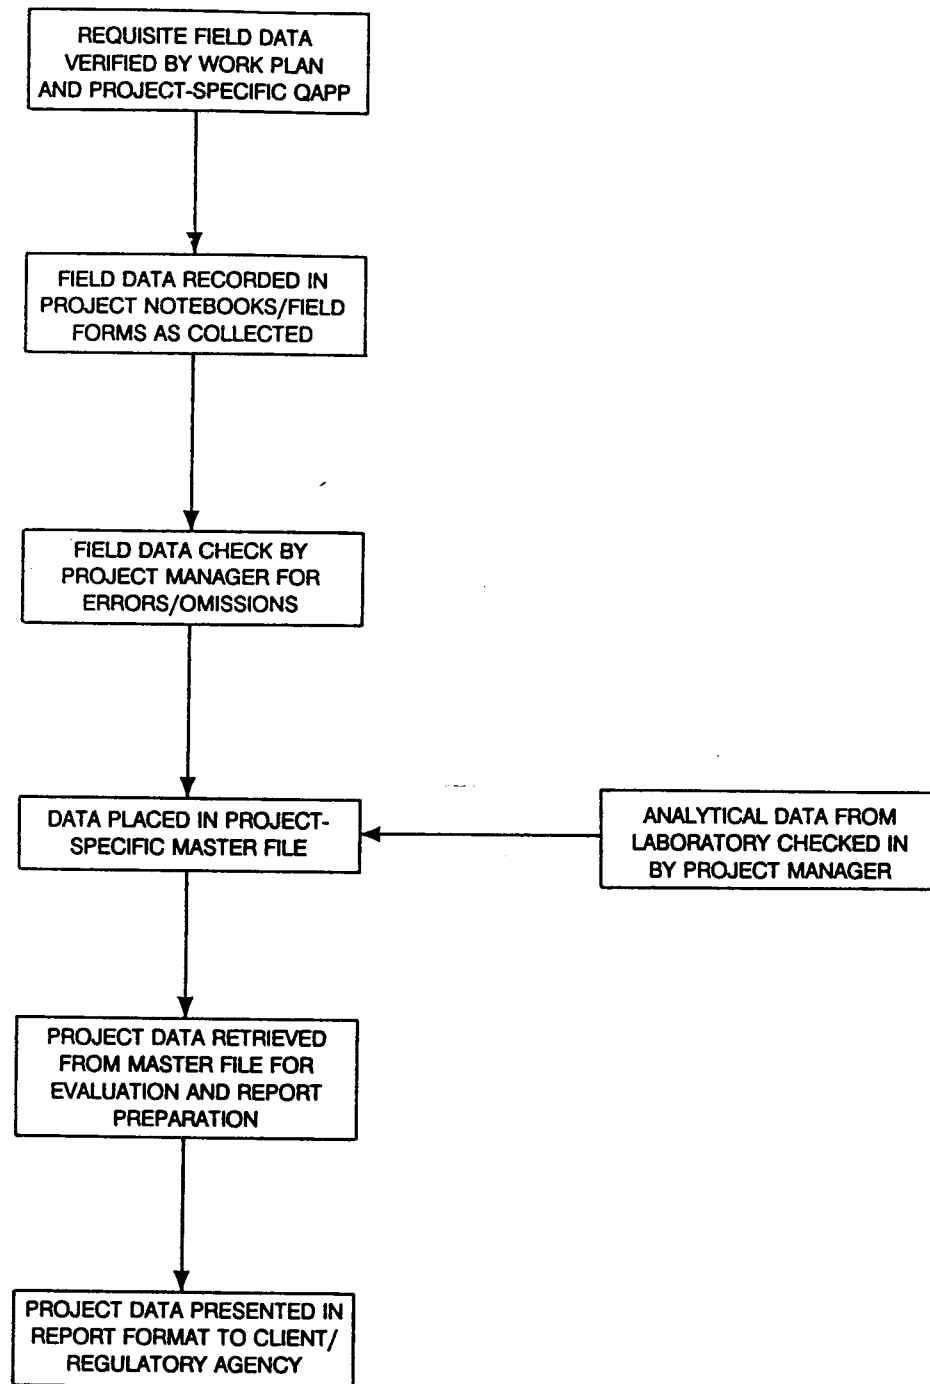 REQUISITE FIELD DATA
VERIFIED BY WORK PLAN
AND PROJECT-SPECIFIC QAPP
FIELD DATA RECORDED IN
PROJECT NOTEBOOKS/FIELD
FORMS AS COLLECTED
FIELD DATA CHECK BY
PROJECT MANAGER FOR
ERRORS/OMISSIONS
DATA PLACED IN PROJECT-
SPECIFIC MASTER FILE
ANALYTICAL DATA FROM
LABORATORY CHECKED IN
BY PROJECT MANAGER
PROJECT DATA RETRIEVED
FROM MASTER FILE FOR
EVALUATION AND REPORT
PREPARATION
PROJECT DATA PRESENTED IN
REPORT FORMAT TO CLIENT/
REGULATORY AGENCY